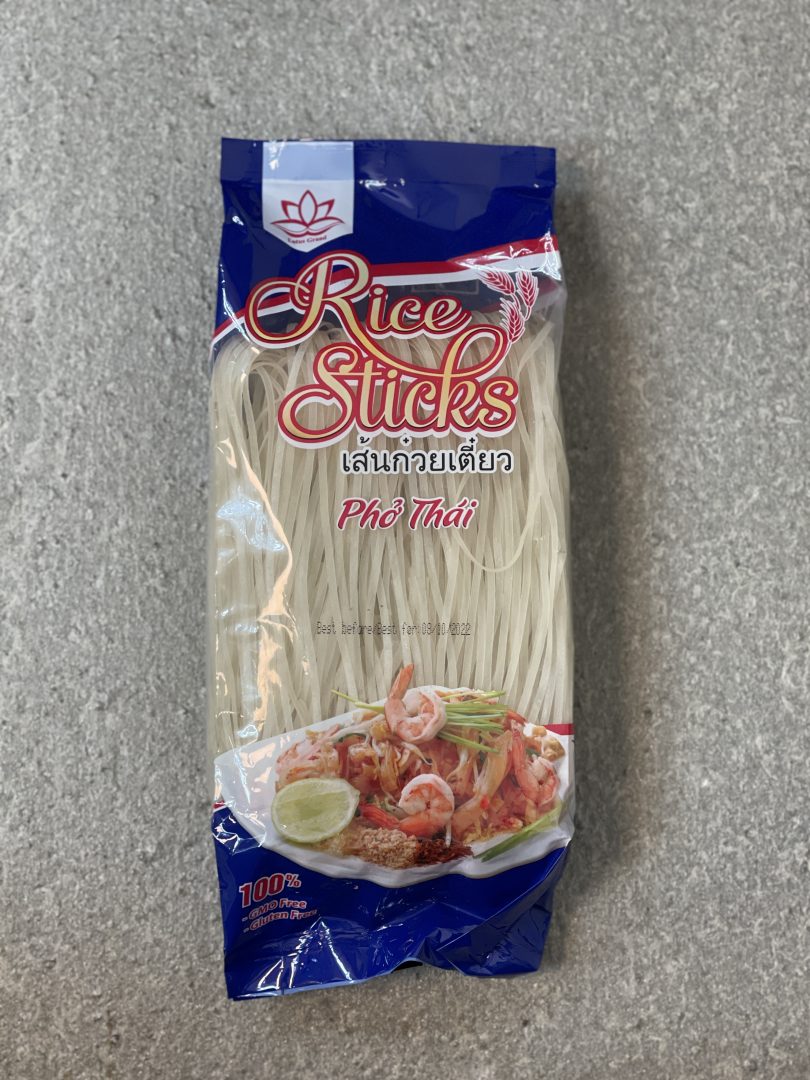 Lotus Grand
Rice
Sticks
เส้นก๋วยเตี๋ยว
Phở Thái
Best before/Best for:08/10/2022
100%
- GMO Free
- Gluten Free